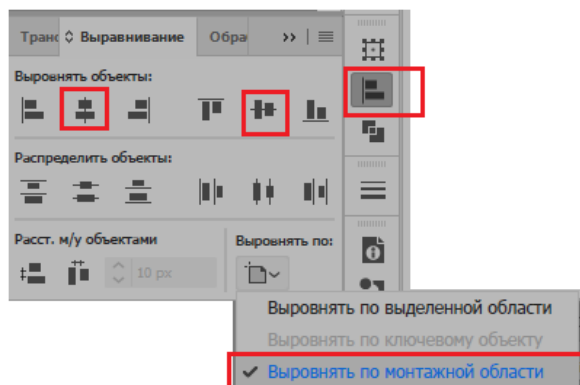 Транс Выравнивание Обра
Выровнять объекты:
Распределить объекты:
Расст. м/у объектами Выровнять по:
10 px
Выровнять по выделенной области
Выровнять по ключевому объекту
Выровнять по монтажной области